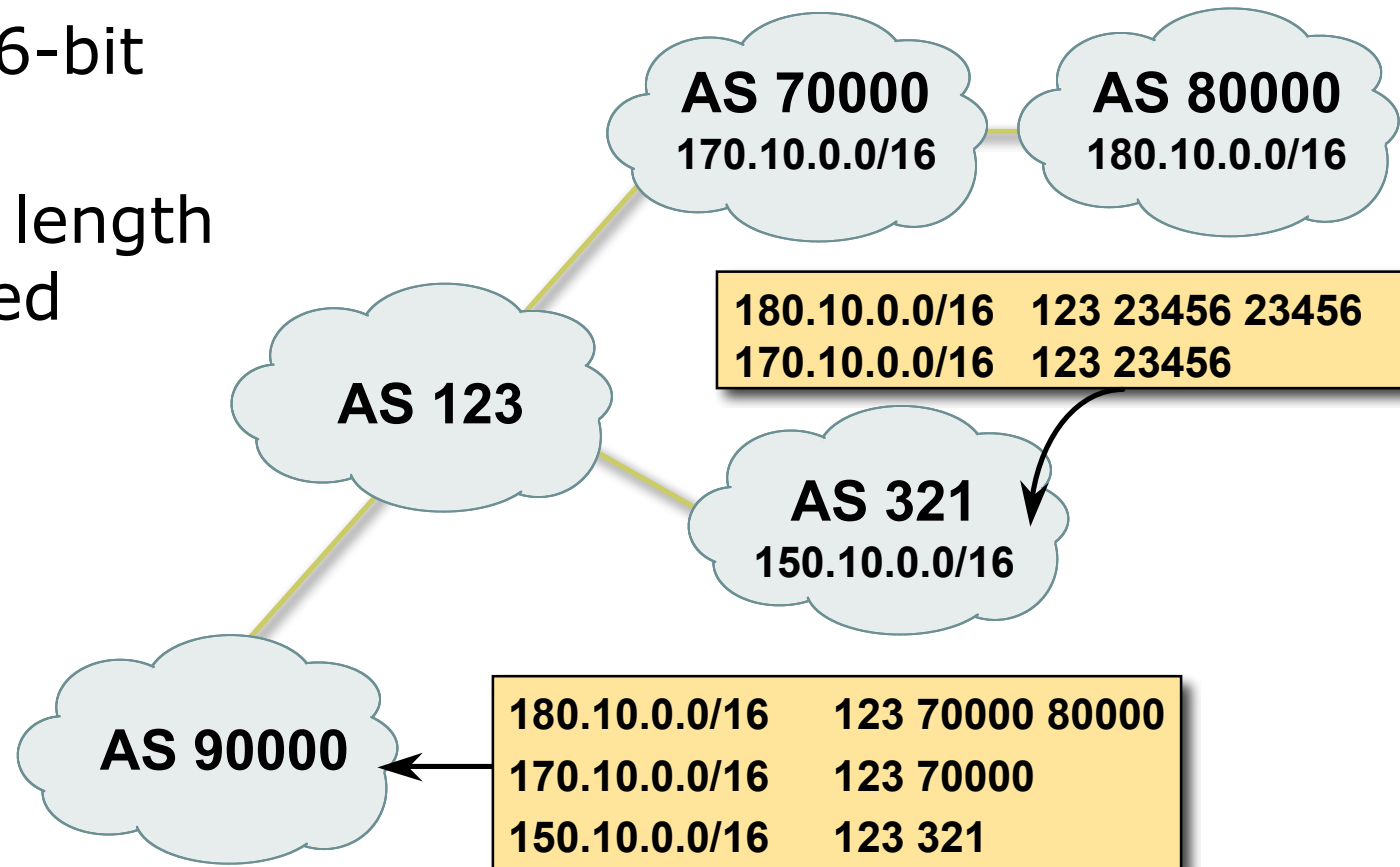 6-bit
length
ed
AS 70000
170.10.0.0/16
AS 80000
180.10.0.0/16
180.10.0.0/16 123 23456 23456
170.10.0.0/16 123 23456
AS 123
AS 321
150.10.0.0/16
AS 90000
180.10.0.0/16 123 70000 80000
170.10.0.0/16 123 70000
150.10.0.0/16 123 321